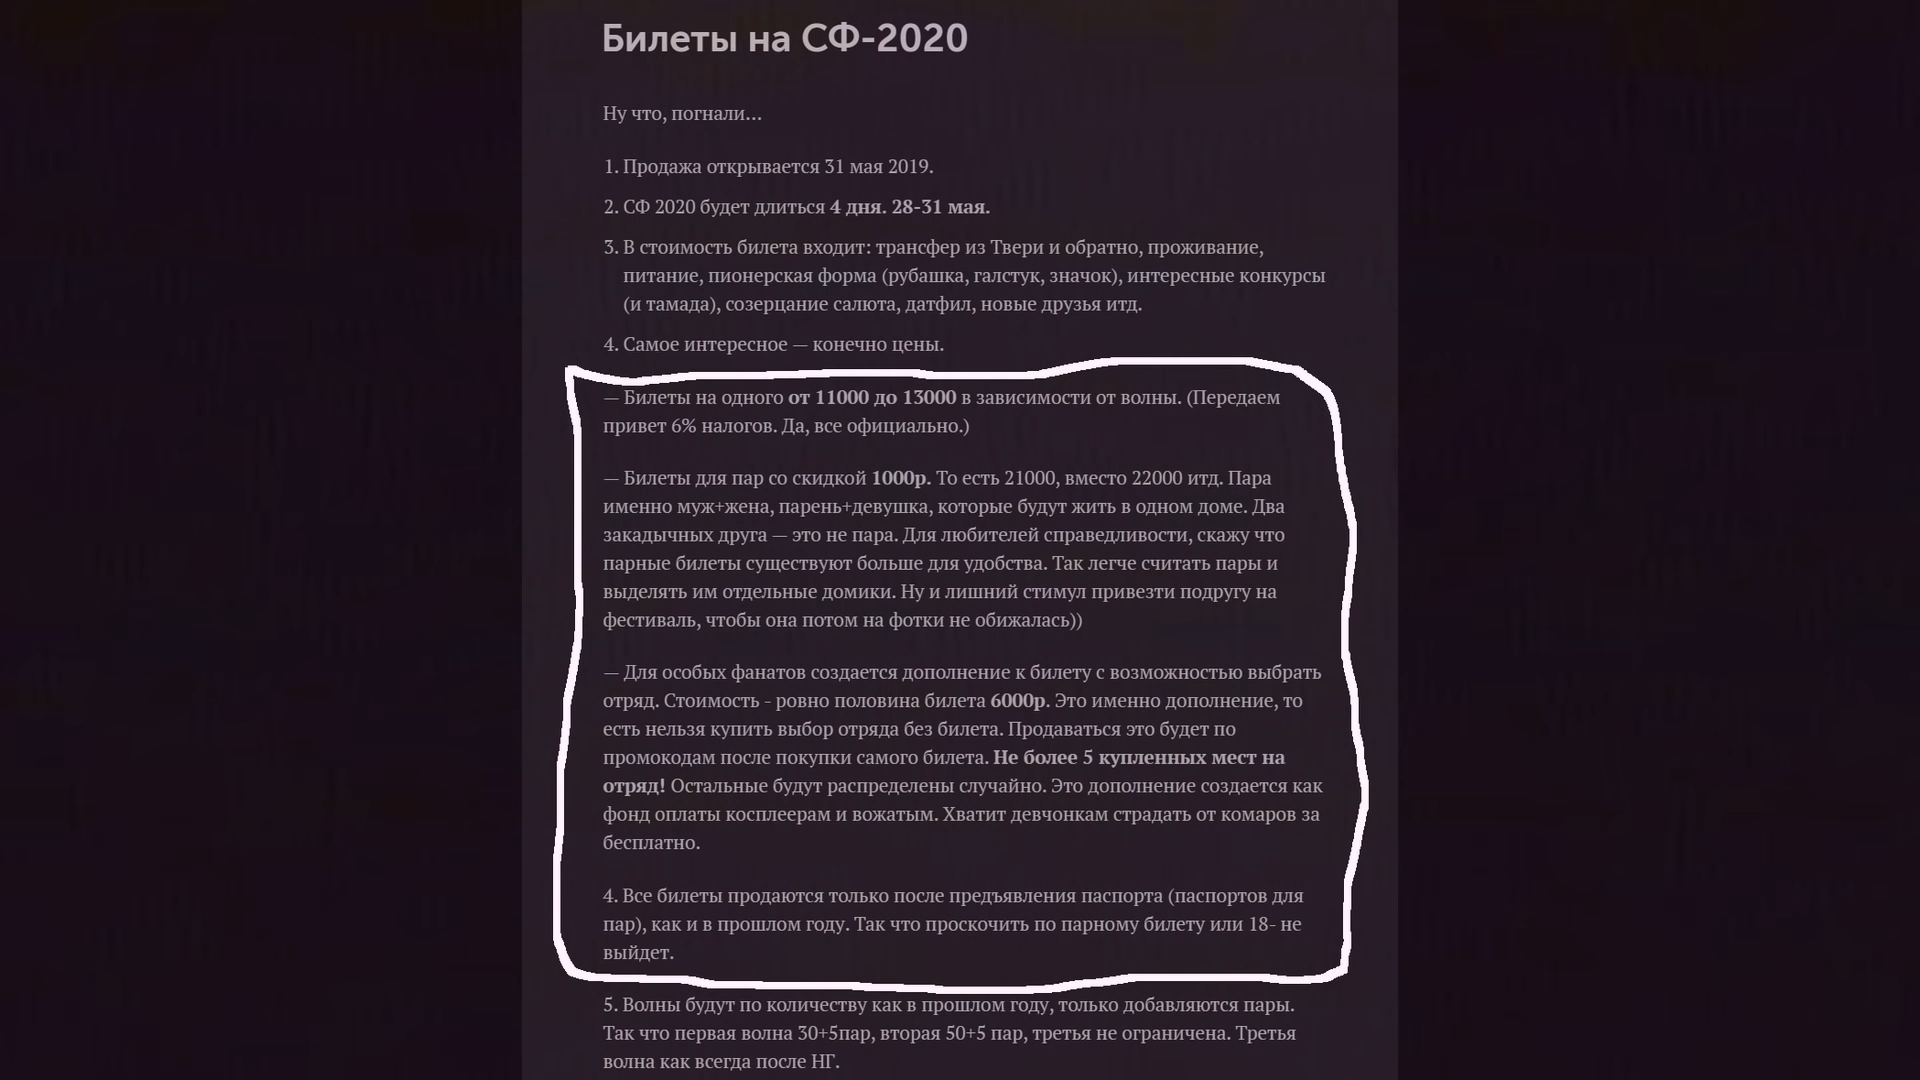 Билеты на СФ-2020
Ну что, погнали...
1. Продажа открывается 31 мая 2019.
2. СФ 2020 будет длиться 4 дня. 28-31 мая.
3. В стоимость билета входит: трансфер из Твери и обратно, проживание,
питание, пионерская форма (рубашка, галстук, значок), интересные конкурсы
(и тамада), созерцание салюта, датфил, новые друзья итд.
4. Самое интересное — конечно цены.
— Билеты на одного от 11000 до 13000 в зависимости от волны. (Передаем
привет 6% налогов. Да, все официально.)
— Билеты для пар со скидкой 1000р. То есть 21000, вместо 22000 итд. Пара
именно муж+жена, парень+девушка, которые будут жить в одном доме. Два
закадычных друга — это не пара. Для любителей справедливости, скажу что
парные билеты существуют больше для удобства. Так легче считать пары и
выделять им отдельные домики. Ну и лишний стимул привезти подругу на
фестиваль, чтобы она потом на фотки не обижалась))
— Для особых фанатов создается дополнение к билету с возможностью выбрать
отряд. Стоимость - ровно половина билета 6000р. Это именно дополнение, то
есть нельзя купить выбор отряда без билета. Продаваться это будет по
промокодам после покупки самого билета. Не более 5 купленных мест на
отряд! Остальные будут распределены случайно. Это дополнение создается как
фонд оплаты косплеерам и вожатым. Хватит девчонкам страдать от комаров за
бесплатно.
4. Все билеты продаются только после предъявления паспорта (паспортов для
пар), как и в прошлом году. Так что проскочить по парному билету или 18- не
выйдет.
5. Волны будут по количеству как в прошлом году, только добавляются пары.
Так что первая волна 30+5пар, вторая 50+5 пар, третья не ограничена. Третья
волна как всегда после НГ.